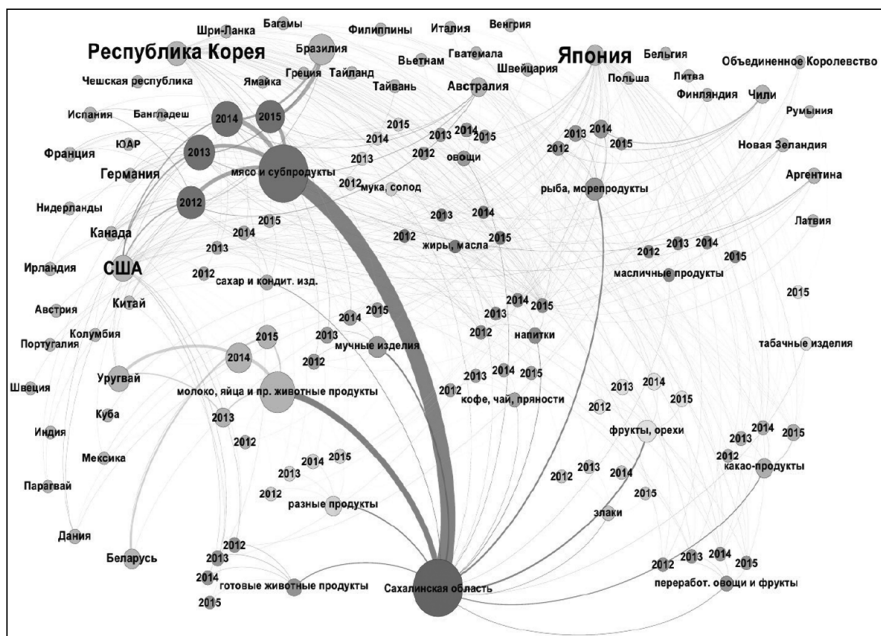 Багамы
Филиппины
Италия
Венгрия
Шри-Ланка
Республика Корея
Бразилия
Гватемала
Япония
Бельгия
Вьетнам
Объединенное Королевство
Чешская республика
Ямайка
Греция
Тайланд
Швейцария
Тайвань
Австралия
Польша
Литва
Финляндия
Чили
Испания
Бангладеш
2014
2015
Румыния
2015
2014
2013
2014
2015
2013
2014
2012
2015
ЮАР
Новая Зеландия
Франция
2013
2013
2012
овощи
Германия
мясо и субпродукты
Аргентина
2012
мука, солод
рыба, морепродукты
Нидерланды
2012
Латвия
Канада
2015
2014
2013
2012
2014
2015
жиры, масла
2012
2013
2014
2015
масличные продукты
Ирландия
США
2012
сахар и кондит. изд.
2015
Австрия
Китай
2014
2015
2013
2015
2014
2013
2012
напитки
Колумбия
Португалия
2015
2014
мучные изделия
2012
табачные изделия
Швеция
Уругвай
молоко, яйца и пр. животные продукты
2012
2013
2014
2015
кофе, чай, пряности
2013
2014
2015
2012
Куба
2013
Индия
2012
фрукты, орехи
2013
2014
2015
2012
какао-продукты
Мексика
2015
2014
2013
2012
разные продукты
2012
2013
2014
2015
злаки
Парагвай
Дания
Беларусь
2012
2013
2014
2015
готовые животные продукты
Сахалинская область
2012
2013
2014
2015
переработ. овощи и фрукты